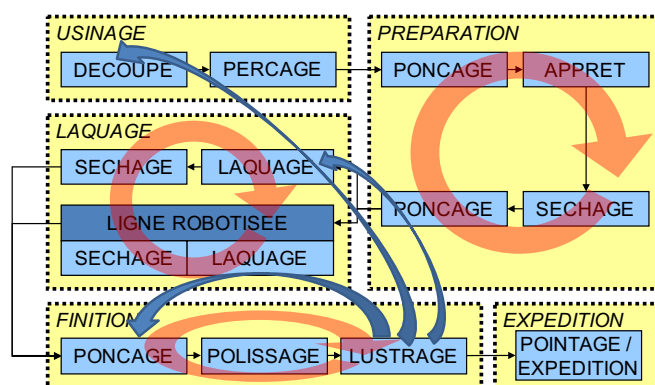 USINAGE
DECOUPE
PERCAGE
PREPARATION
PONCAGE
APPRET
PONCAGE
SECHAGE
LAQUAGE
SECHAGE
LAQUAGE
LIGNE ROBOTISEE
SECHAGE
LAQUAGE
FINITION
PONCAGE
POLISSAGE
LUSTRAGE
EXPEDITION
POINTAGE /
EXPEDITION